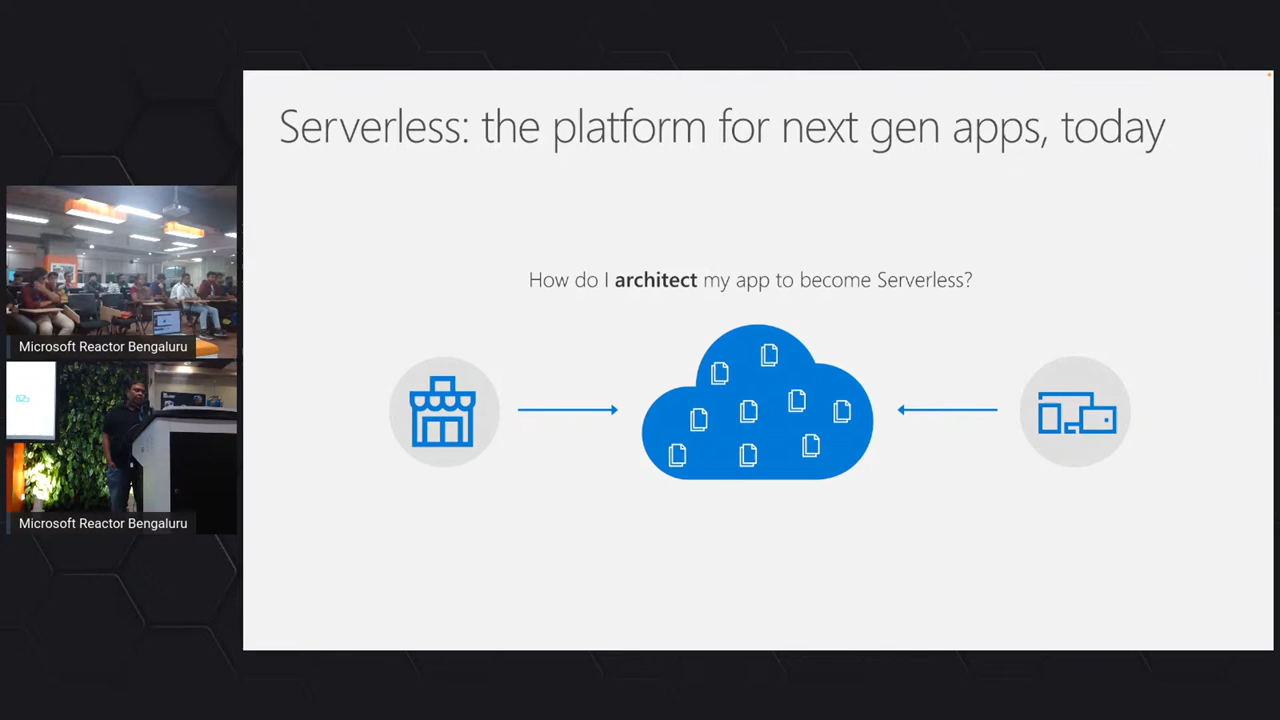 Serverless: the platform for next gen apps, today
How do I architect my app to become Serverless?
Microsoft Reactor Bengaluru
Microsoft Reactor Bengaluru